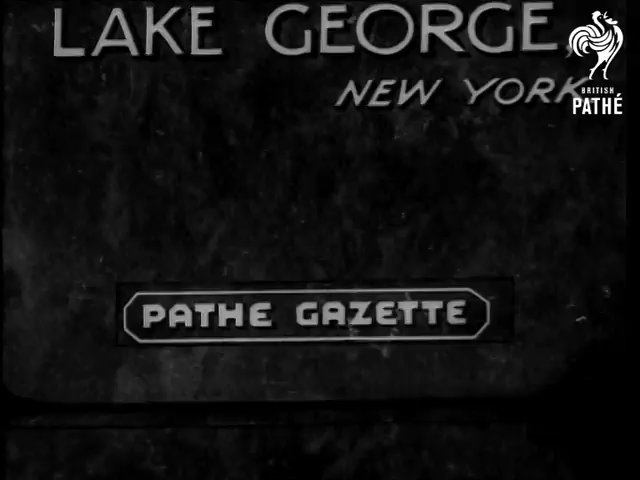 LAKE GEORGE,
NEW YORK
BRITISH
PATHÉ
PATHE GAZETTE